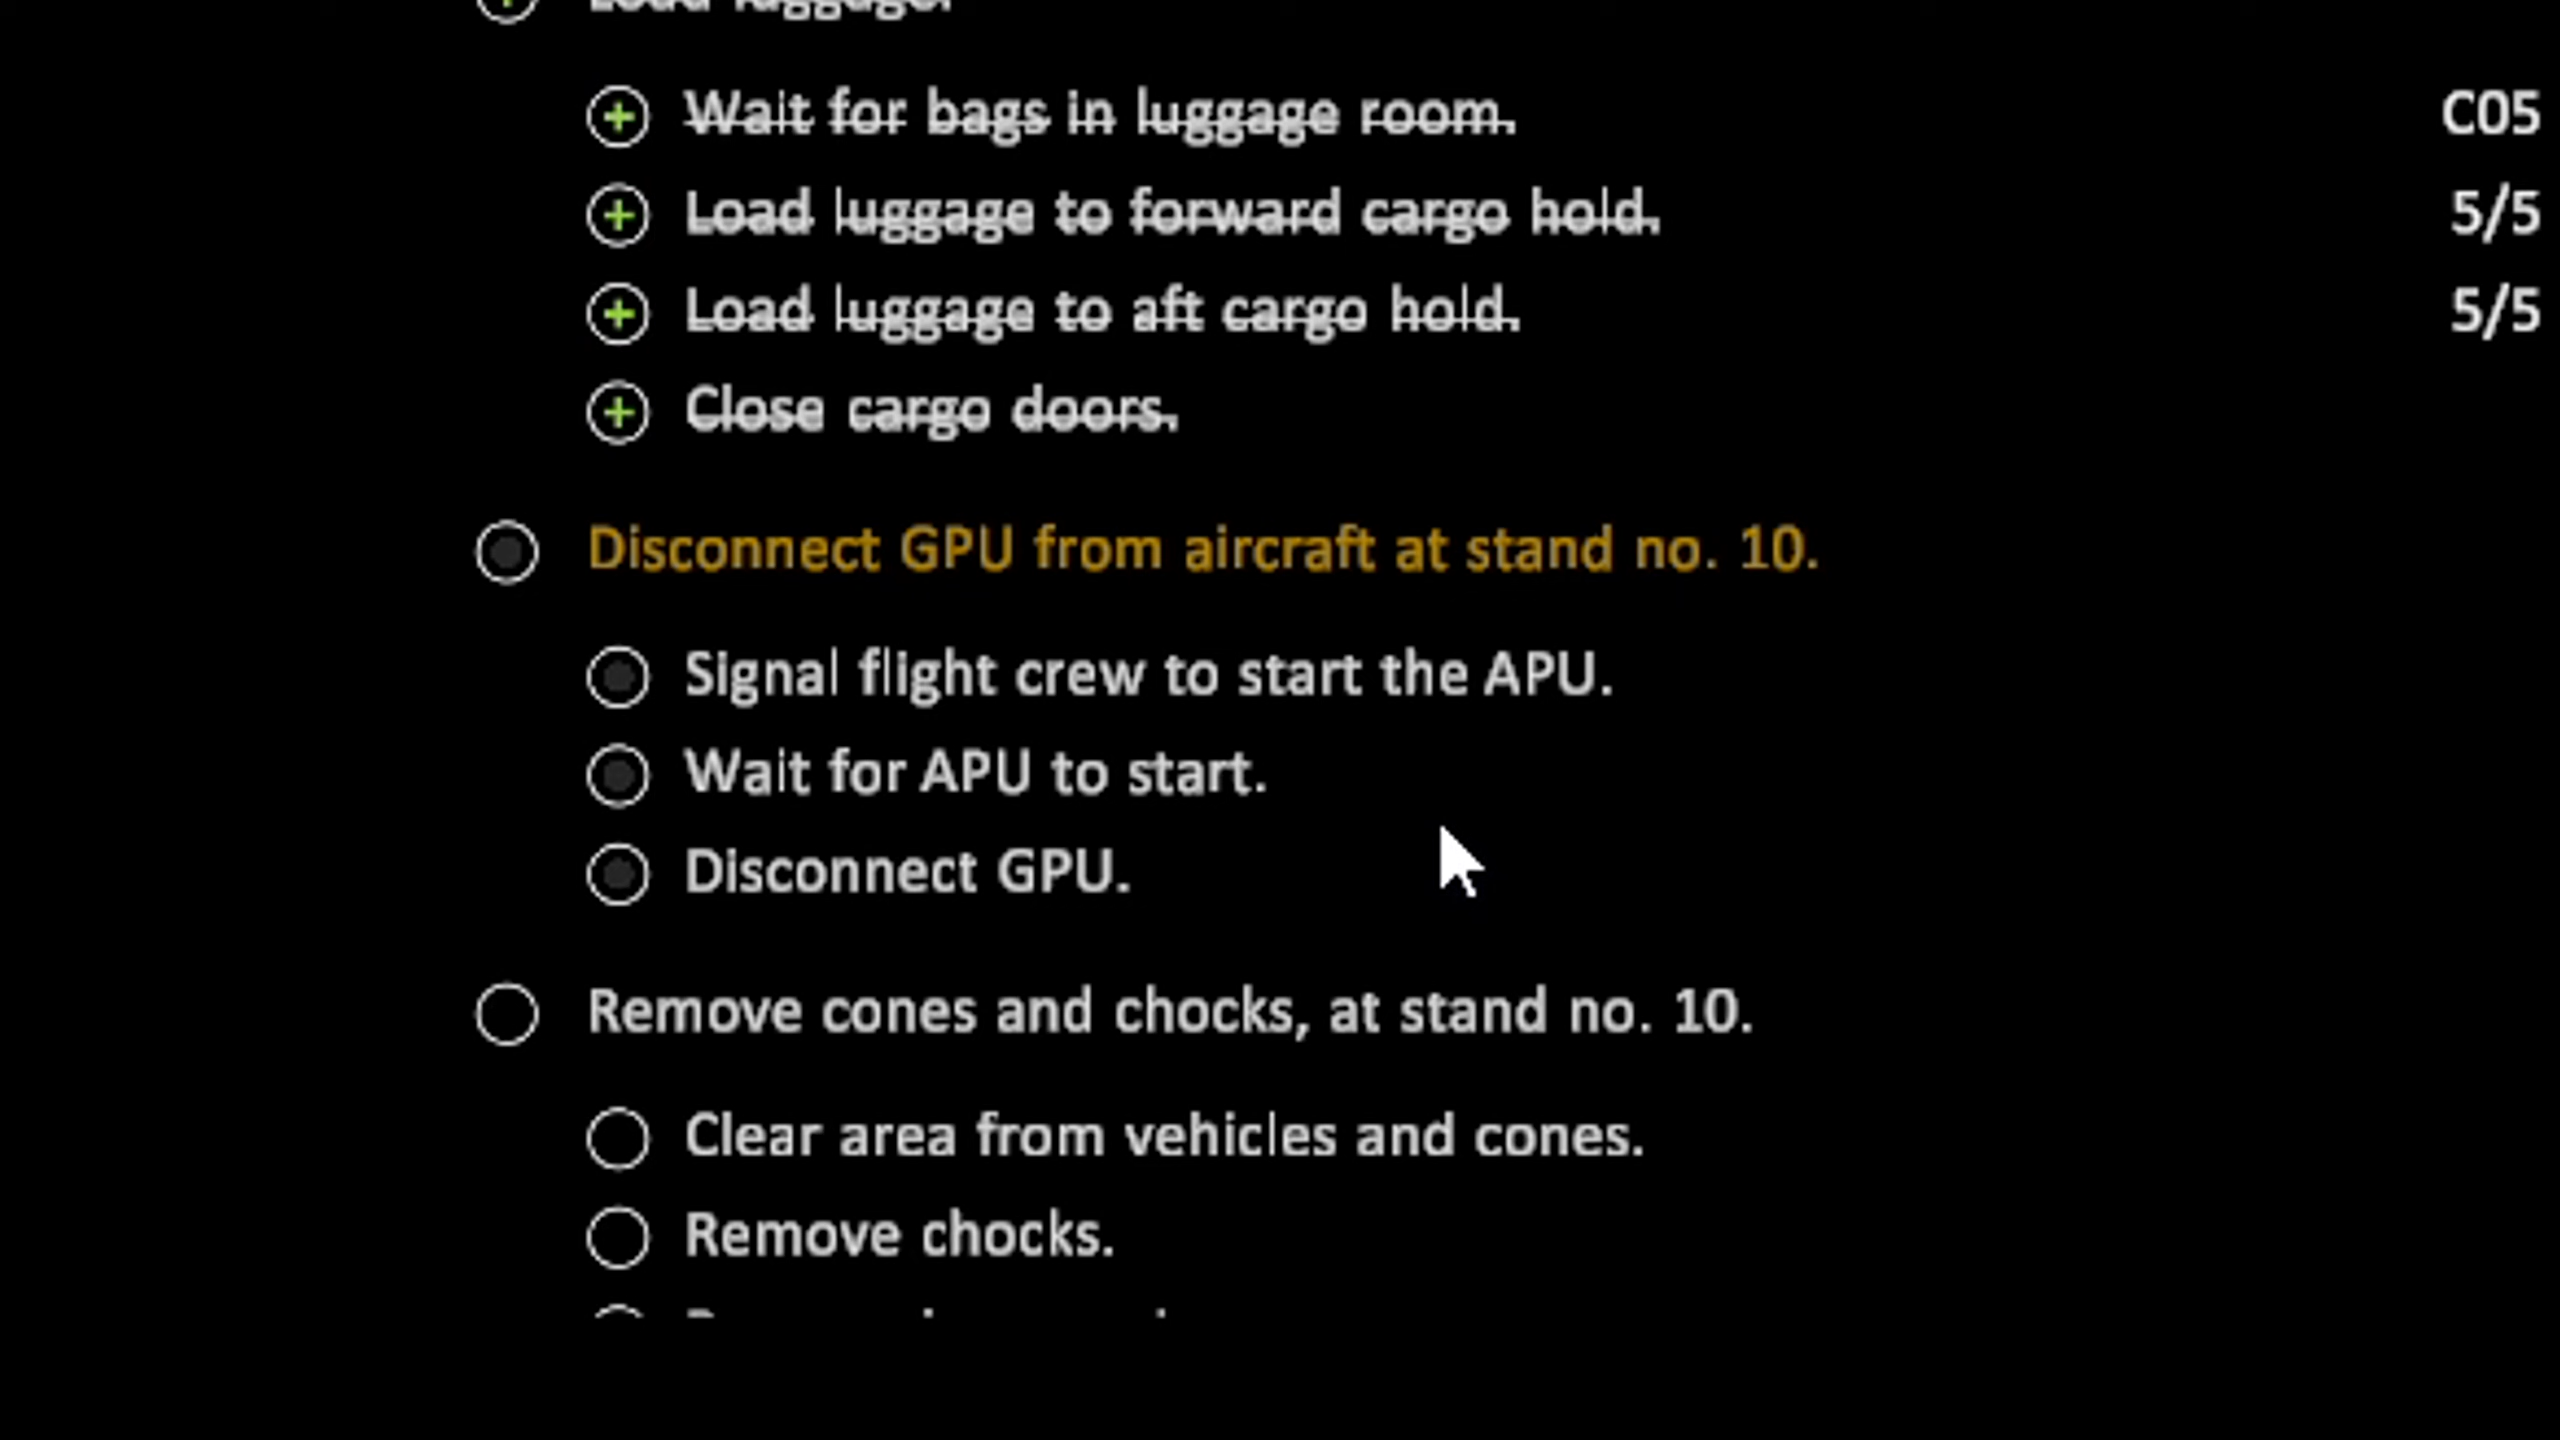 Load luggage.
Wait for bags in luggage room. C05
Load luggage to forward cargo hold. 5/5
Load luggage to aft cargo hold. 5/5
Close cargo doors.
Disconnect GPU from aircraft at stand no. 10.
Signal flight crew to start the APU.
Wait for APU to start.
Disconnect GPU.
Remove cones and chocks, at stand no. 10.
Clear area from vehicles and cones.
Remove chocks.